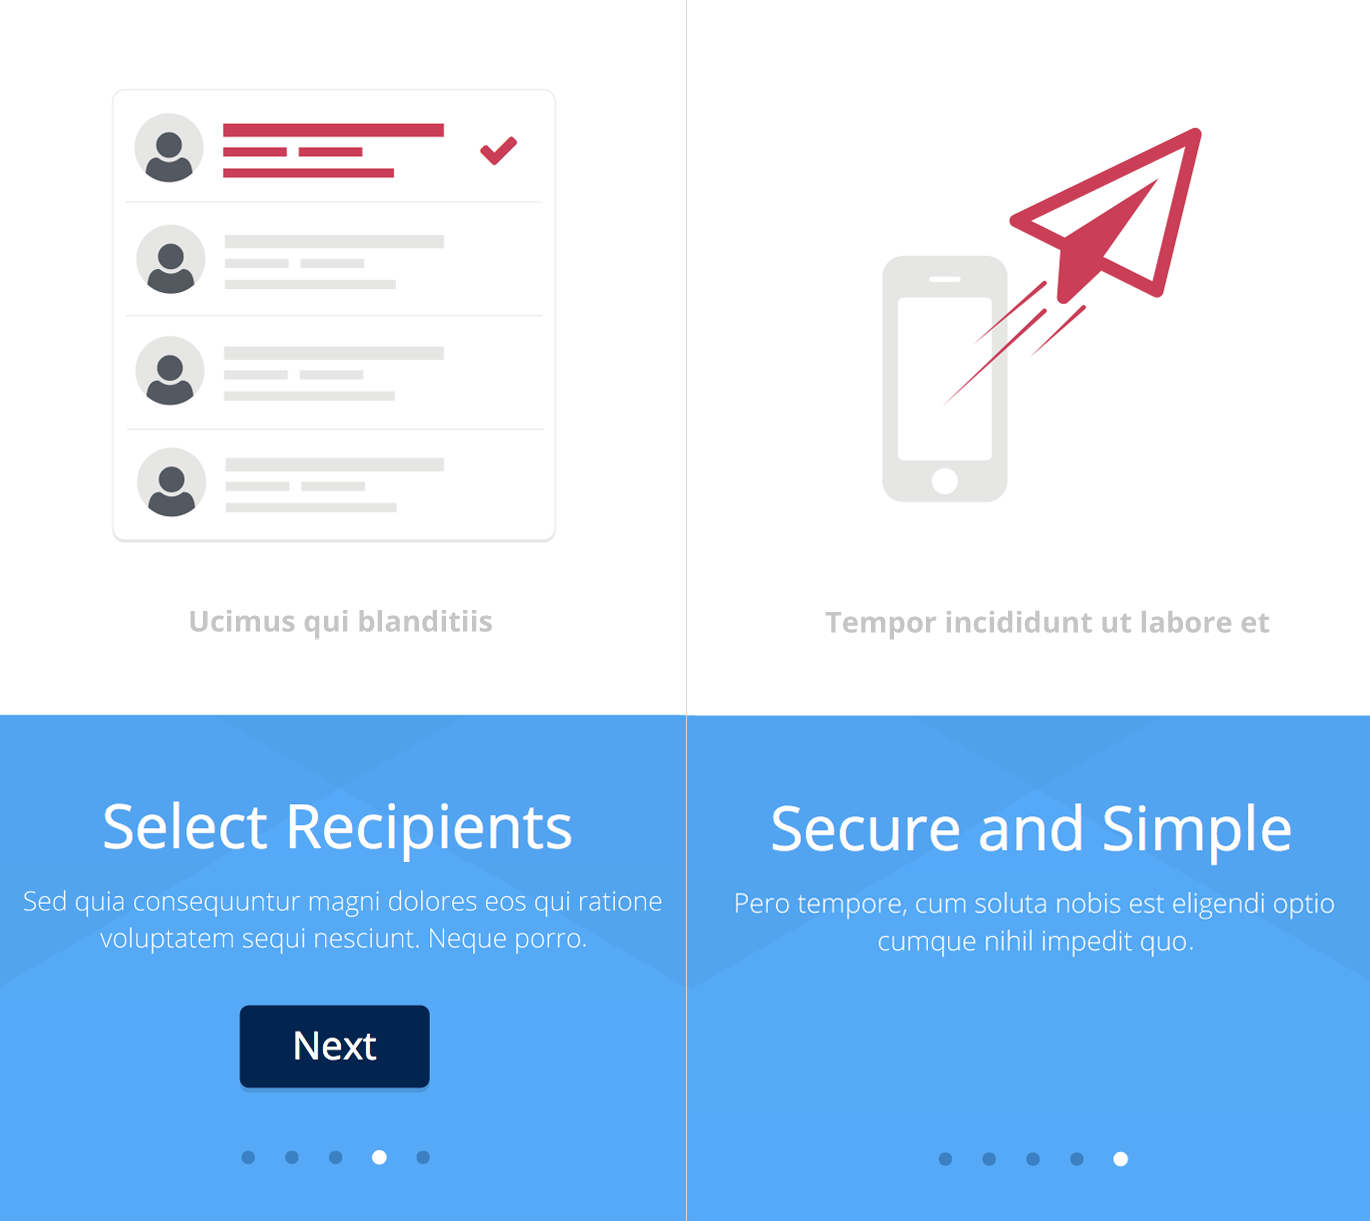 Ucimus qui blanditiis
Select Recipients
Sed quia consequuntur magni dolores eos qui ratione
voluptatem sequi nesciunt. Neque porro.
Next
Tempor incididunt ut labore et
Secure and Simple
Pero tempore, cum soluta nobis est eligendi optio
cumque nihil impedit quo.